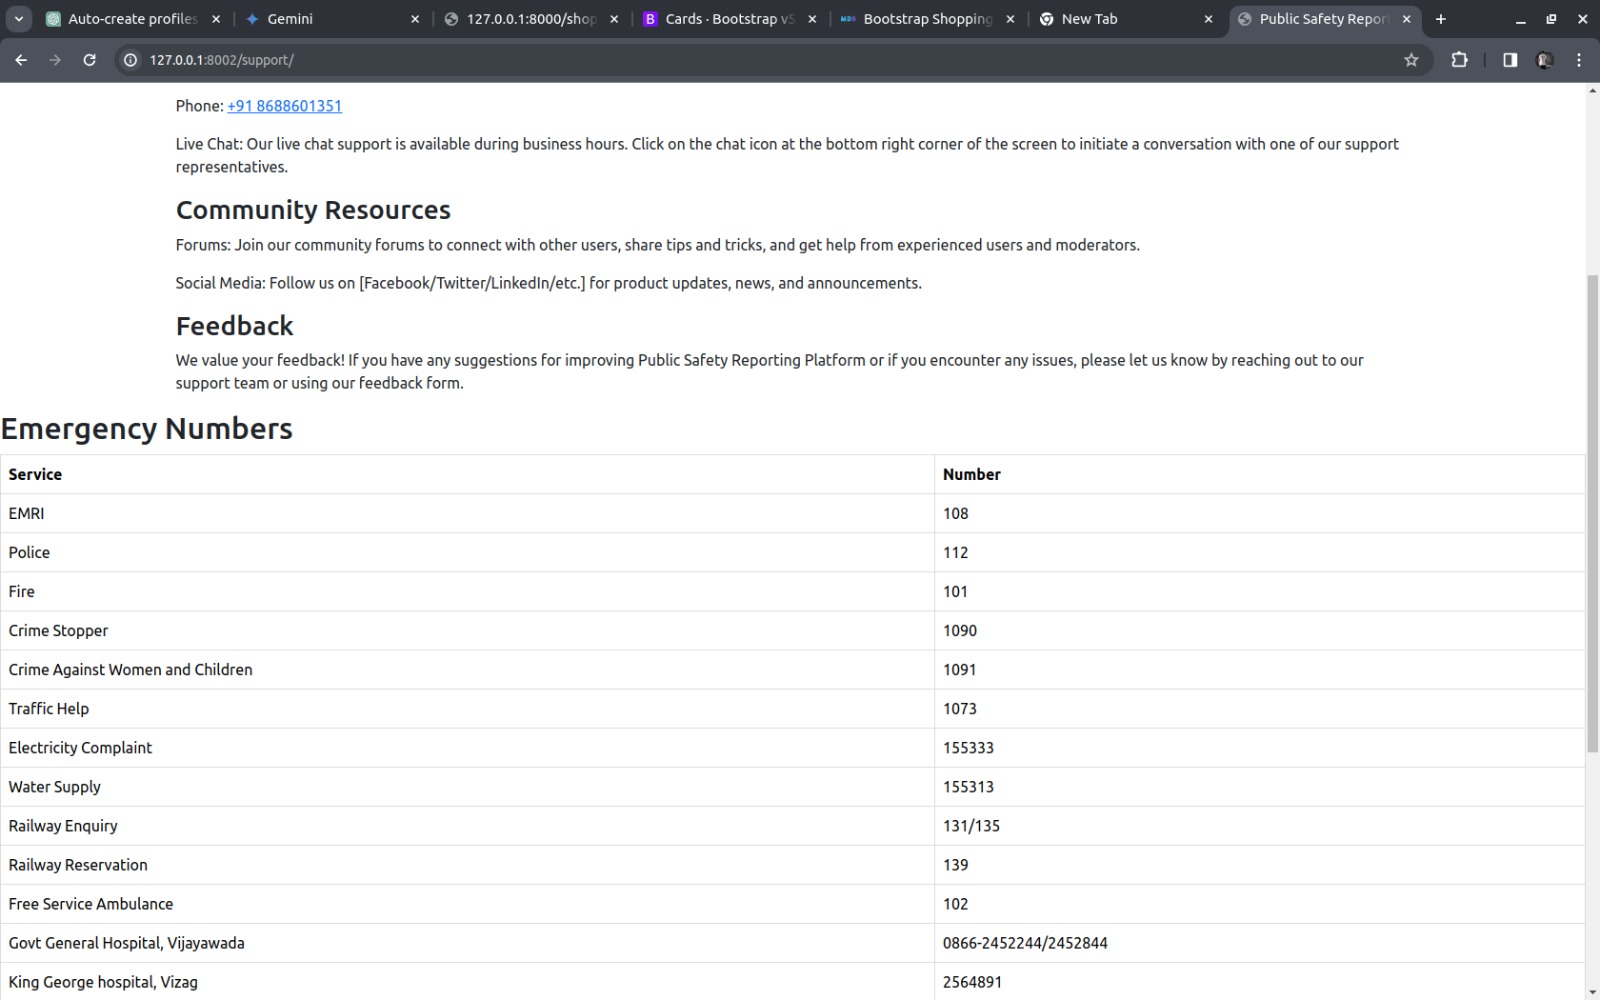 Auto-create profiles
Gemini
127.0.0.1:8000/shop
Cards · Bootstrap v5
Bootstrap Shopping
New Tab
Public Safety Repor
127.0.0.1:8002/support/
Phone: +91 8688601351
Live Chat: Our live chat support is available during business hours. Click on the chat icon at the bottom right corner of the screen to initiate a conversation with one of our support
representatives.
Community Resources
Forums: Join our community forums to connect with other users, share tips and tricks, and get help from experienced users and moderators.
Social Media: Follow us on [Facebook/Twitter/LinkedIn/etc.] for product updates, news, and announcements.
Feedback
We value your feedback! If you have any suggestions for improving Public Safety Reporting Platform or if you encounter any issues, please let us know by reaching out to our
support team or using our feedback form.
Emergency Numbers
Service Number
EMRI 108
Police 112
Fire 101
Crime Stopper 1090
Crime Against Women and Children 1091
Traffic Help 1073
Electricity Complaint 155333
Water Supply 155313
Railway Enquiry 131/135
Railway Reservation 139
Free Service Ambulance 102
Govt General Hospital, Vijayawada 0866-2452244/2452844
King George hospital, Vizag 2564891